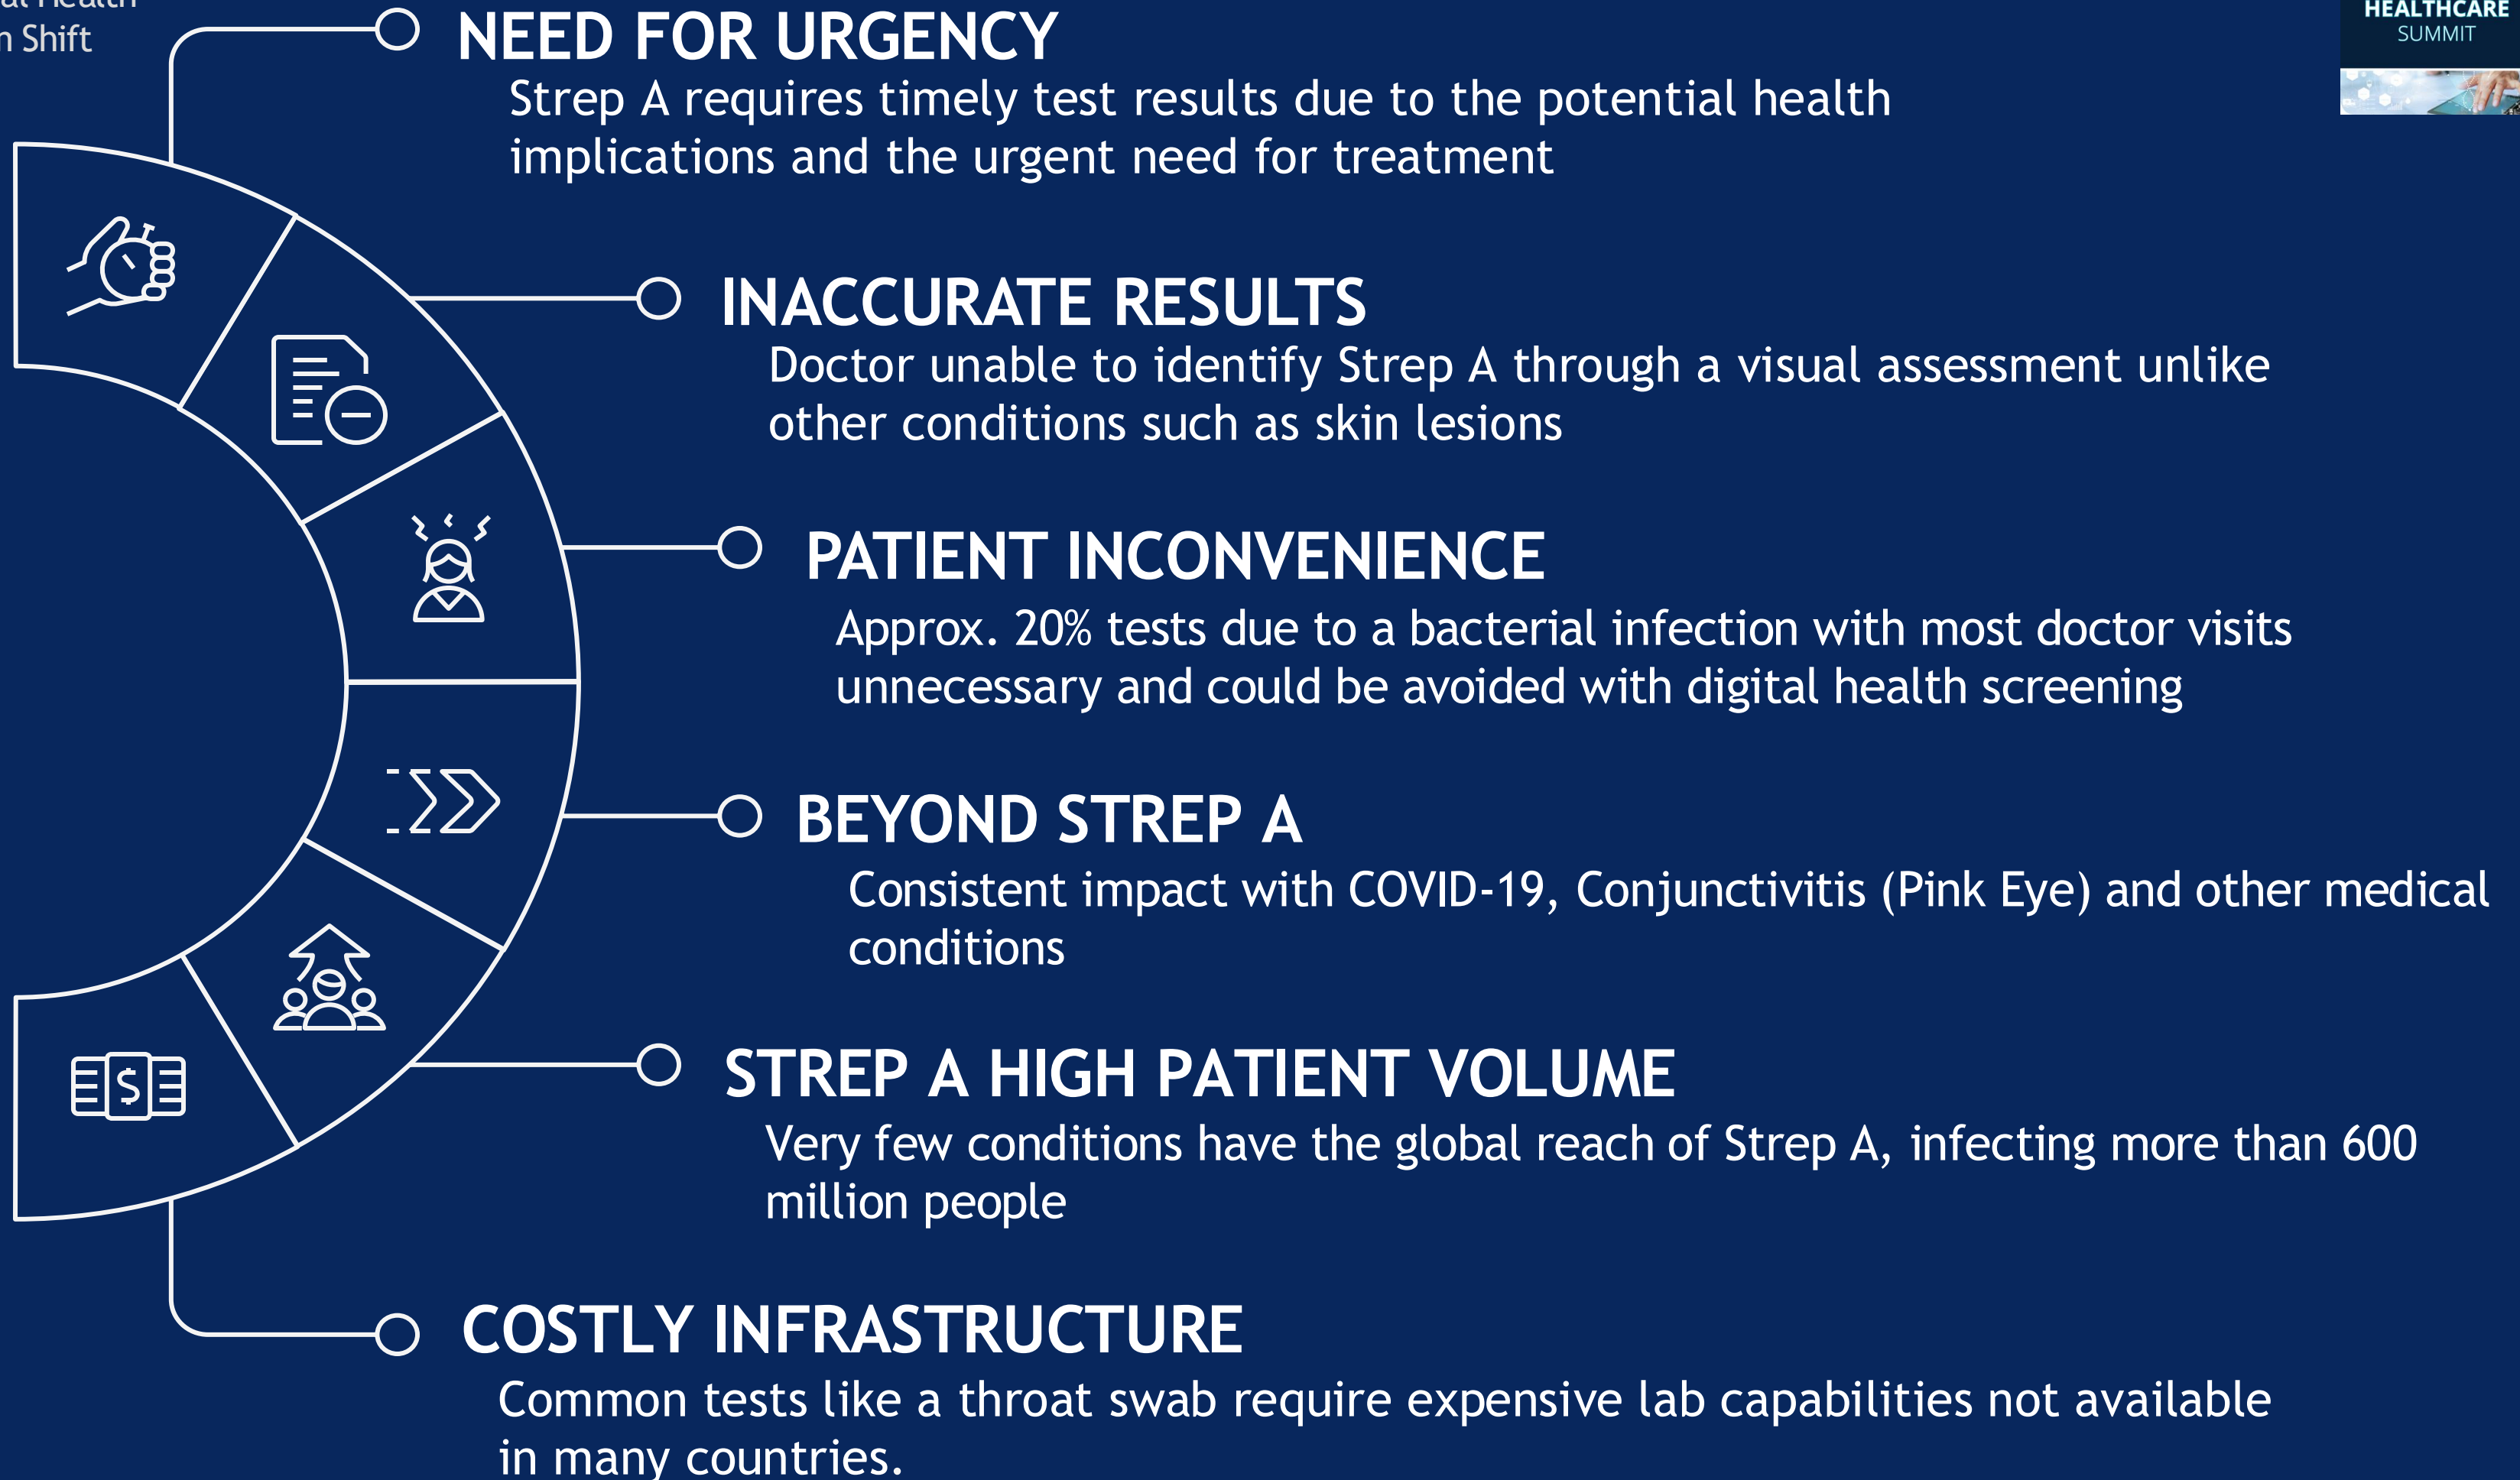 al Health
n Shift
HEALTHCARE
SUMMIT
NEED FOR URGENCY
Strep A requires timely test results due to the potential health
implications and the urgent need for treatment
INACCURATE RESULTS
Doctor unable to identify Strep A through a visual assessment unlike
other conditions such as skin lesions
PATIENT INCONVENIENCE
Approx. 20% tests due to a bacterial infection with most doctor visits
unnecessary and could be avoided with digital health screening
BEYOND STREP A
Consistent impact with COVID-19, Conjunctivitis (Pink Eye) and other medical
conditions
STREP A HIGH PATIENT VOLUME
Very few conditions have the global reach of Strep A, infecting more than 600
million people
$
COSTLY INFRASTRUCTURE
Common tests like a throat swab require expensive lab capabilities not available
in many countries.